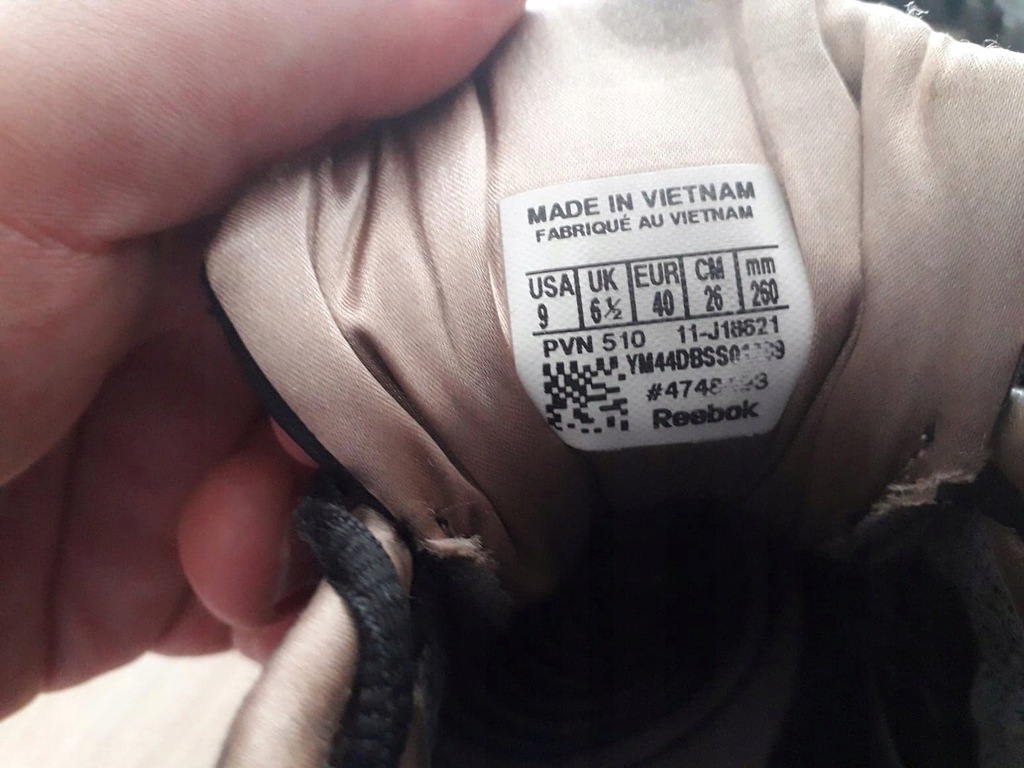 MADE IN VIETNAM
FABRIQUÉ AU VIETNAM
USA UK EUR CM mm
9 6½ 40 26 260
PVN 510 11-J18621
Reebok